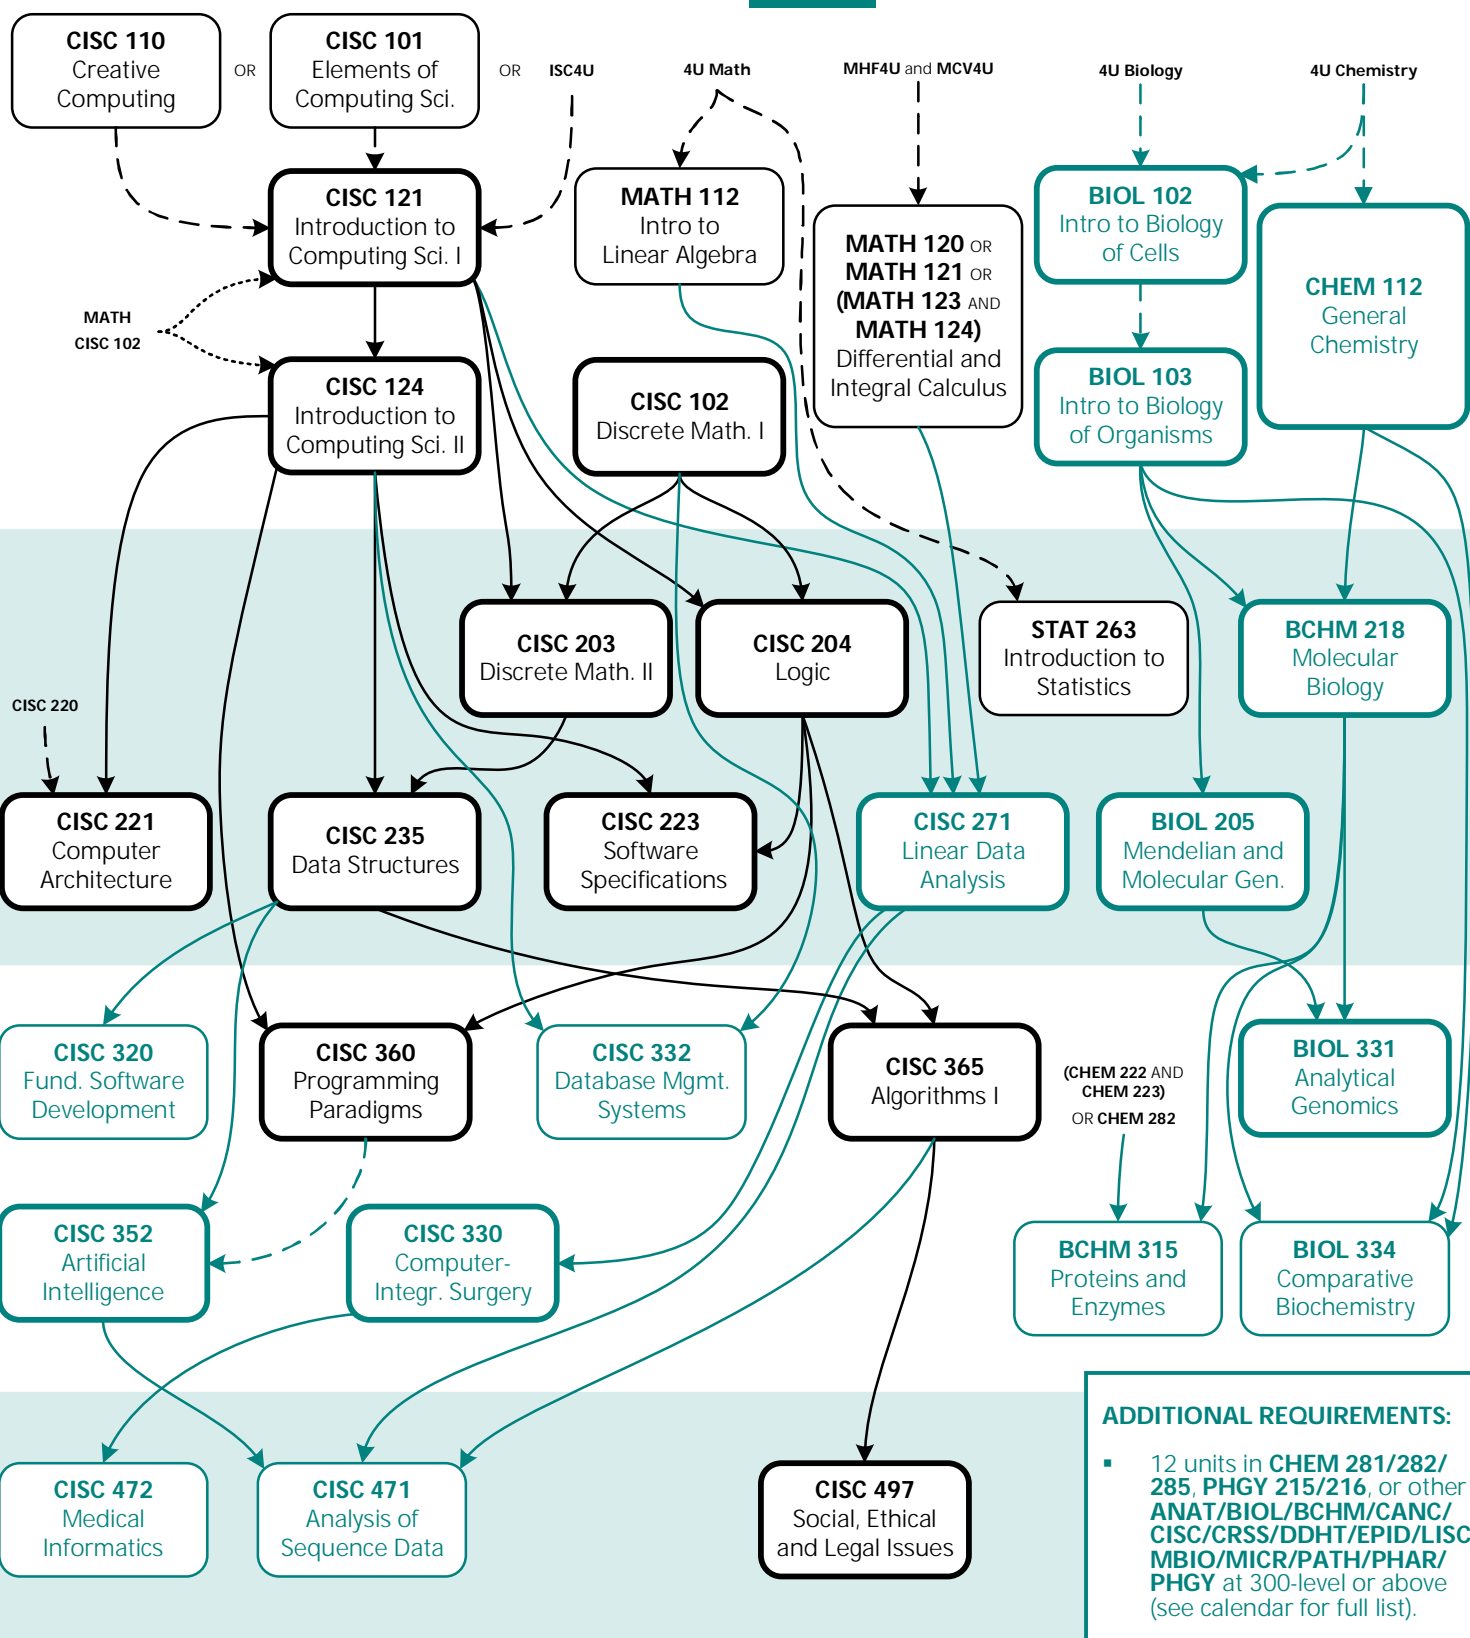 CISC 110
Creative
Computing
OR
CISC 101
Elements of
Computing Sci.
OR ISC4U
4U Math
MHF4U and MCV4U
4U Biology
4U Chemistry
CISC 121
Introduction to
Computing Sci. I
MATH 112
Intro to
Linear Algebra
MATH 120 OR
MATH 121 OR
(MATH 123 AND
MATH 124)
Differential and
Integral Calculus
BIOL 102
Intro to Biology
of Cells
CHEM 112
General
Chemistry
MATH
CISC 102
CISC 124
Introduction to
Computing Sci. II
CISC 102
Discrete Math. I
BIOL 103
Intro to Biology
of Organisms
CISC 203
Discrete Math. II
CISC 204
Logic
STAT 263
Introduction to
Statistics
BCHM 218
Molecular
Biology
CISC 220
CISC 221
Computer
Architecture
CISC 235
Data Structures
CISC 223
Software
Specifications
CISC 271
Linear Data
Analysis
BIOL 205
Mendelian and
Molecular Gen.
CISC 320
Fund. Software
Development
CISC 360
Programming
Paradigms
CISC 332
Database Mgmt.
Systems
CISC 365
Algorithms I
(CHEM 222 AND
CHEM 223)
OR CHEM 282
BIOL 331
Analytical
Genomics
CISC 352
Artificial
Intelligence
CISC 330
Computer-
Integr. Surgery
BCHM 315
Proteins and
Enzymes
BIOL 334
Comparative
Biochemistry
CISC 472
Medical
Informatics
CISC 471
Analysis of
Sequence Data
CISC 497
Social, Ethical
and Legal Issues
ADDITIONAL REQUIREMENTS:
▪ 12 units in CHEM 281/282/
285, PHGY 215/216, or other
ANAT/BIOL/BCHM/CANC/
CISC/CRSS/DDHT/EPID/LISC
MBIO/MICR/PATH/PHAR/
PHGY at 300-level or above
(see calendar for full list).